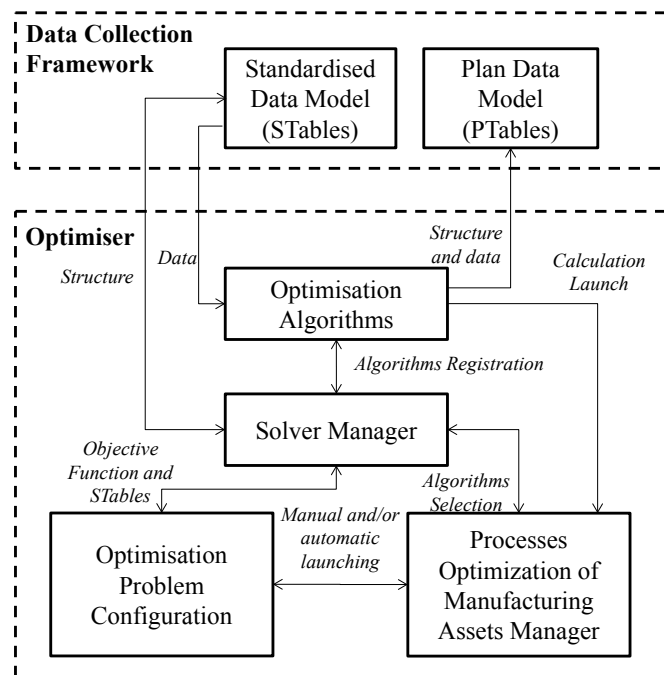 Data Collection
Framework
Standardised
Data Model
(STables)
Plan Data
Model
(PTables)
Optimiser
Structure
Data
Structure
and data
Calculation
Launch
Optimisation
Algorithms
Algorithms Registration
Solver Manager
Objective
Function and
STables
Algorithms
Selection
Manual and/or
automatic
launching
Optimisation
Problem
Configuration
Processes
Optimization of
Manufacturing
Assets Manager